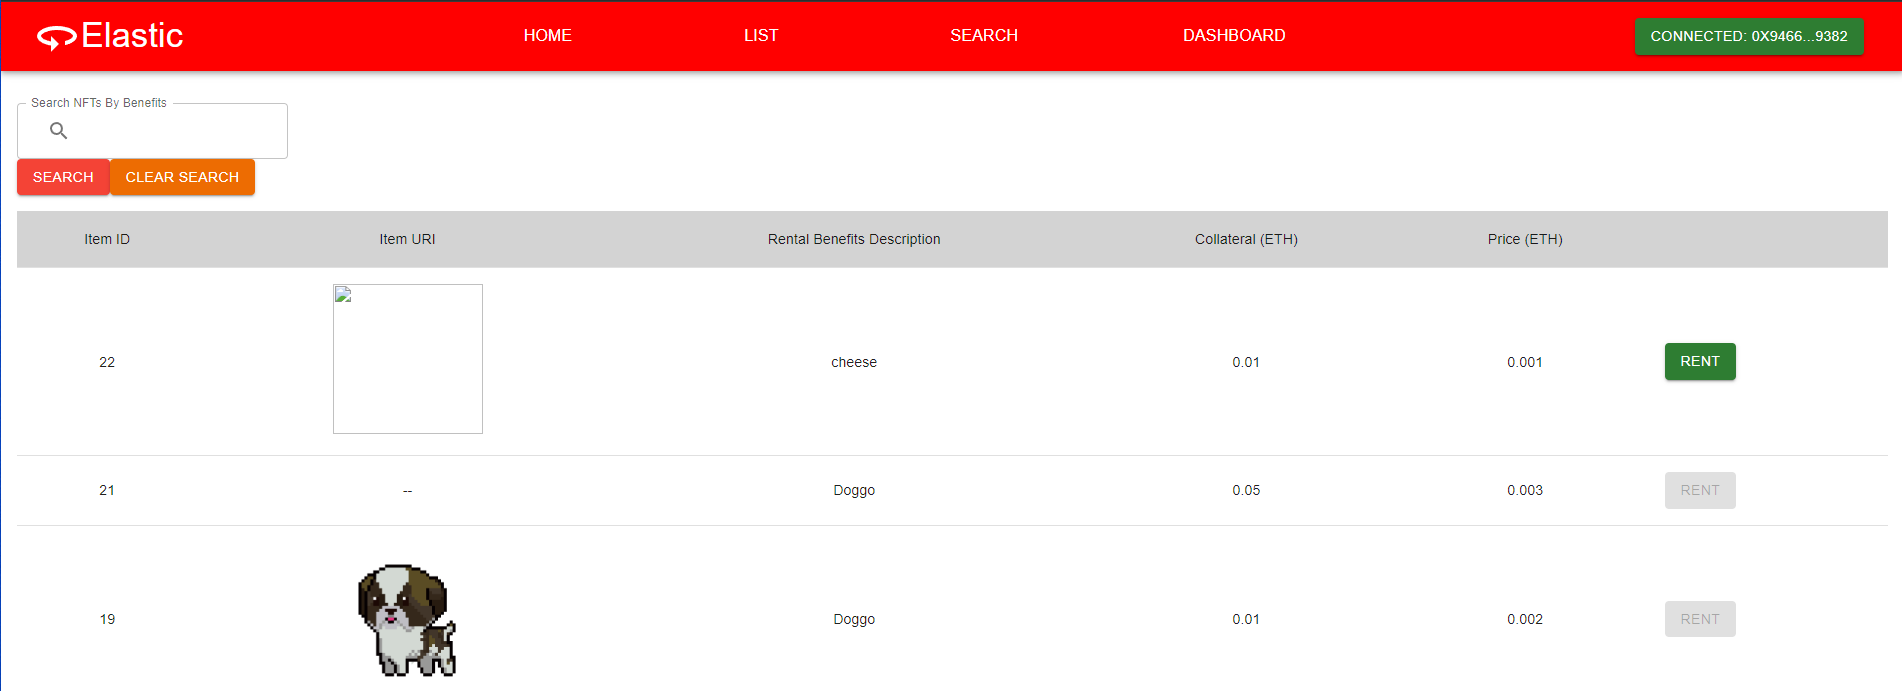 Elastic HOME LIST SEARCH DASHBOARD CONNECTED: 0X9466...9382
Search NFTs By Benefits
SEARCH CLEAR SEARCH
Item ID Item URI Rental Benefits Description Collateral (ETH) Price (ETH)
22 cheese 0.01 0.001 RENT
21 -- Doggo 0.05 0.003 RENT
19 Doggo 0.01 0.002 RENT